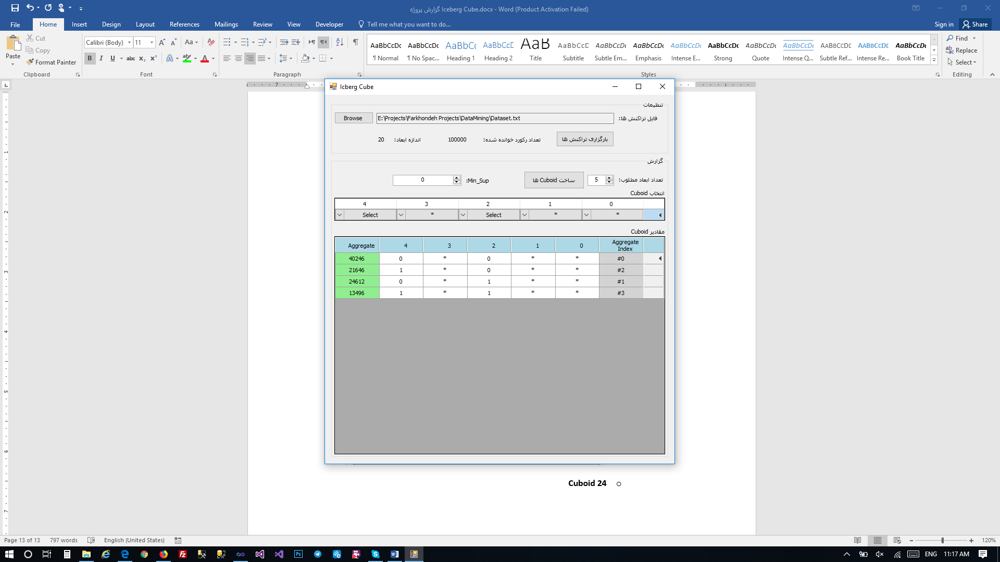 گزارش پروژه Iceberg Cube.docx - Word (Product Activation Failed)
File Home Insert Design Layout References Mailings Review View Developer Tell me what you want to do... Sign in Share
Paste
Cut
Copy
Format Painter
Clipboard
Calibri (Body) 11
Font
Paragraph
AaBbCcDc AaBbCcDc AaBbC( AaBbCcE AaB AaBbCcD AaBbCcDc AaBbCcDc AaBbCcDc AaBbCcDc AaBbCcDc AaBbCcDc AABBCCDE AABBCCDE AaBbCcDc
¶ Normal ¶ No Spac... Heading 1 Heading 2 Title Subtitle Subtle Em... Emphasis Intense E... Strong Quote Intense Q... Subtle Ref... Intense Re... Book Title
Styles
Find
Replace
Select
Editing
Icberg Cube
تنظیمات
فایل تراکنش ها:
E:\Projects\Farkhondeh Projects\DataMining\Dataset.txt
Browse
بارگزاری تراکنش ها
تعداد رکورد خوانده شده: 100000
اندازه ابعاد: 20
گزارش
تعداد ابعاد مطلوب: 5
ساخت Cuboid ها
Min_Sup: 0
انتخاب Cuboid
4 3 2 1 0
Select * Select * *
مقادیر Cuboid
Aggregate 4 3 2 1 0 Aggregate Index
40246 0 * 0 * * #0
21646 1 * 0 * * #2
24612 0 * 1 * * #1
13496 1 * 1 * * #3
Cuboid 24
Page 13 of 13 797 words English (United States) 120%
ENG 11:17 AM